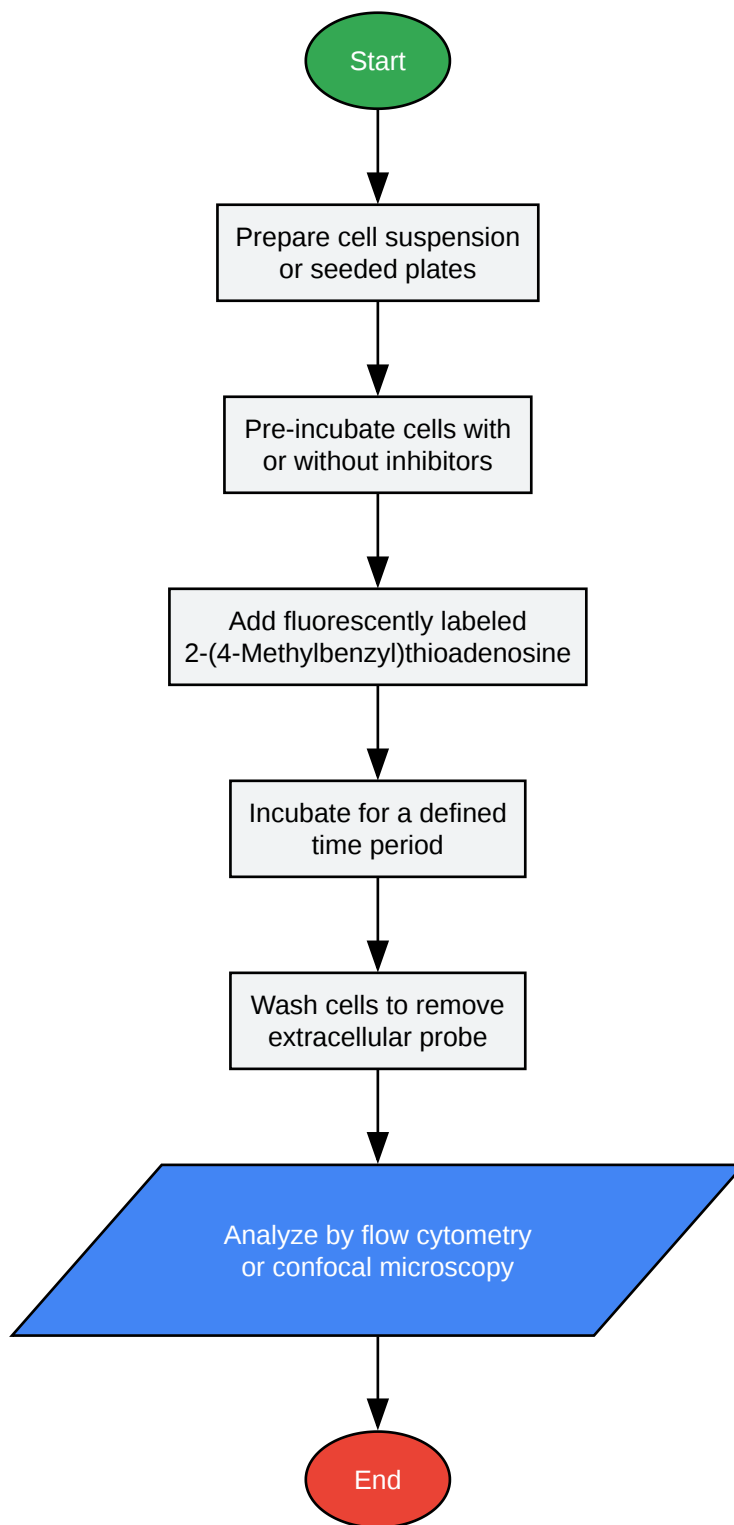 Start
Prepare cell suspension
or seeded plates
Pre-incubate cells with
or without inhibitors
Add fluorescently labeled
2-(4-Methylbenzyl)thioadenosine
Incubate for a defined
time period
Wash cells to remove
extracellular probe
Analyze by flow cytometry
or confocal microscopy
End